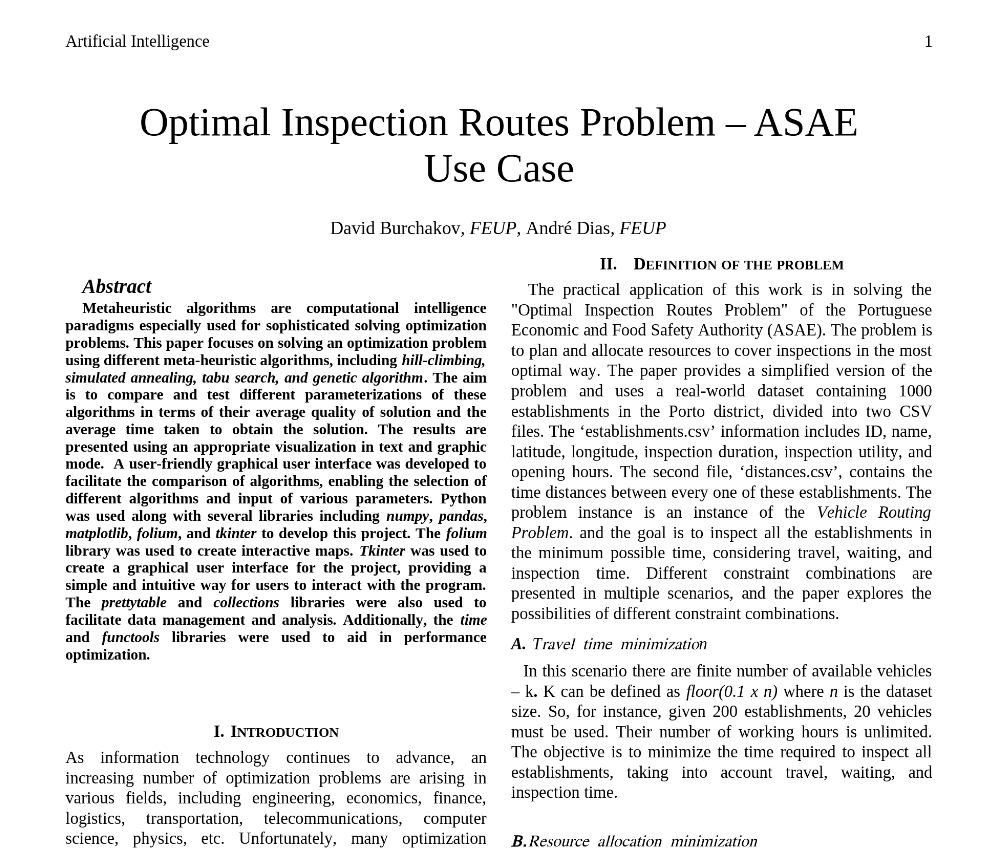 Artificial Intelligence
1
Optimal Inspection Routes Problem – ASAE
Use Case
David Burchakov, FEUP, André Dias, FEUP
Abstract
Metaheuristic algorithms are computational intelligence
paradigms especially used for sophisticated solving optimization
problems. This paper focuses on solving an optimization problem
using different meta-heuristic algorithms, including hill-climbing,
simulated annealing, tabu search, and genetic algorithm. The aim
is to compare and test different parameterizations of these
algorithms in terms of their average quality of solution and the
average time taken to obtain the solution. The results are
presented using an appropriate visualization in text and graphic
mode. A user-friendly graphical user interface was developed to
facilitate the comparison of algorithms, enabling the selection of
different algorithms and input of various parameters. Python
was used along with several libraries including numpy, pandas,
matplotlib, folium, and tkinter to develop this project. The folium
library was used to create interactive maps. Tkinter was used to
create a graphical user interface for the project, providing a
simple and intuitive way for users to interact with the program.
The prettytable and collections libraries were also used to
facilitate data management and analysis. Additionally, the time
and functools libraries were used to aid in performance
optimization.
I. INTRODUCTION
As information technology continues to advance, an
increasing number of optimization problems are arising in
various fields, including engineering, economics, finance,
logistics, transportation, telecommunications, computer
science, physics, etc. Unfortunately, many optimization
II. DEFINITION OF THE PROBLEM
The practical application of this work is in solving the
"Optimal Inspection Routes Problem" of the Portuguese
Economic and Food Safety Authority (ASAE). The problem is
to plan and allocate resources to cover inspections in the most
optimal way. The paper provides a simplified version of the
problem and uses a real-world dataset containing 1000
establishments in the Porto district, divided into two CSV
files. The ‘establishments.csv’ information includes ID, name,
latitude, longitude, inspection duration, inspection utility, and
opening hours. The second file, ‘distances.csv’, contains the
time distances between every one of these establishments. The
problem instance is an instance of the Vehicle Routing
Problem. and the goal is to inspect all the establishments in
the minimum possible time, considering travel, waiting, and
inspection time. Different constraint combinations are
presented in multiple scenarios, and the paper explores the
possibilities of different constraint combinations.
A. Travel time minimization
In this scenario there are finite number of available vehicles
– k. K can be defined as floor(0.1 x n) where n is the dataset
size. So, for instance, given 200 establishments, 20 vehicles
must be used. Their number of working hours is unlimited.
The objective is to minimize the time required to inspect all
establishments, taking into account travel, waiting, and
inspection time.
B. Resource allocation minimization